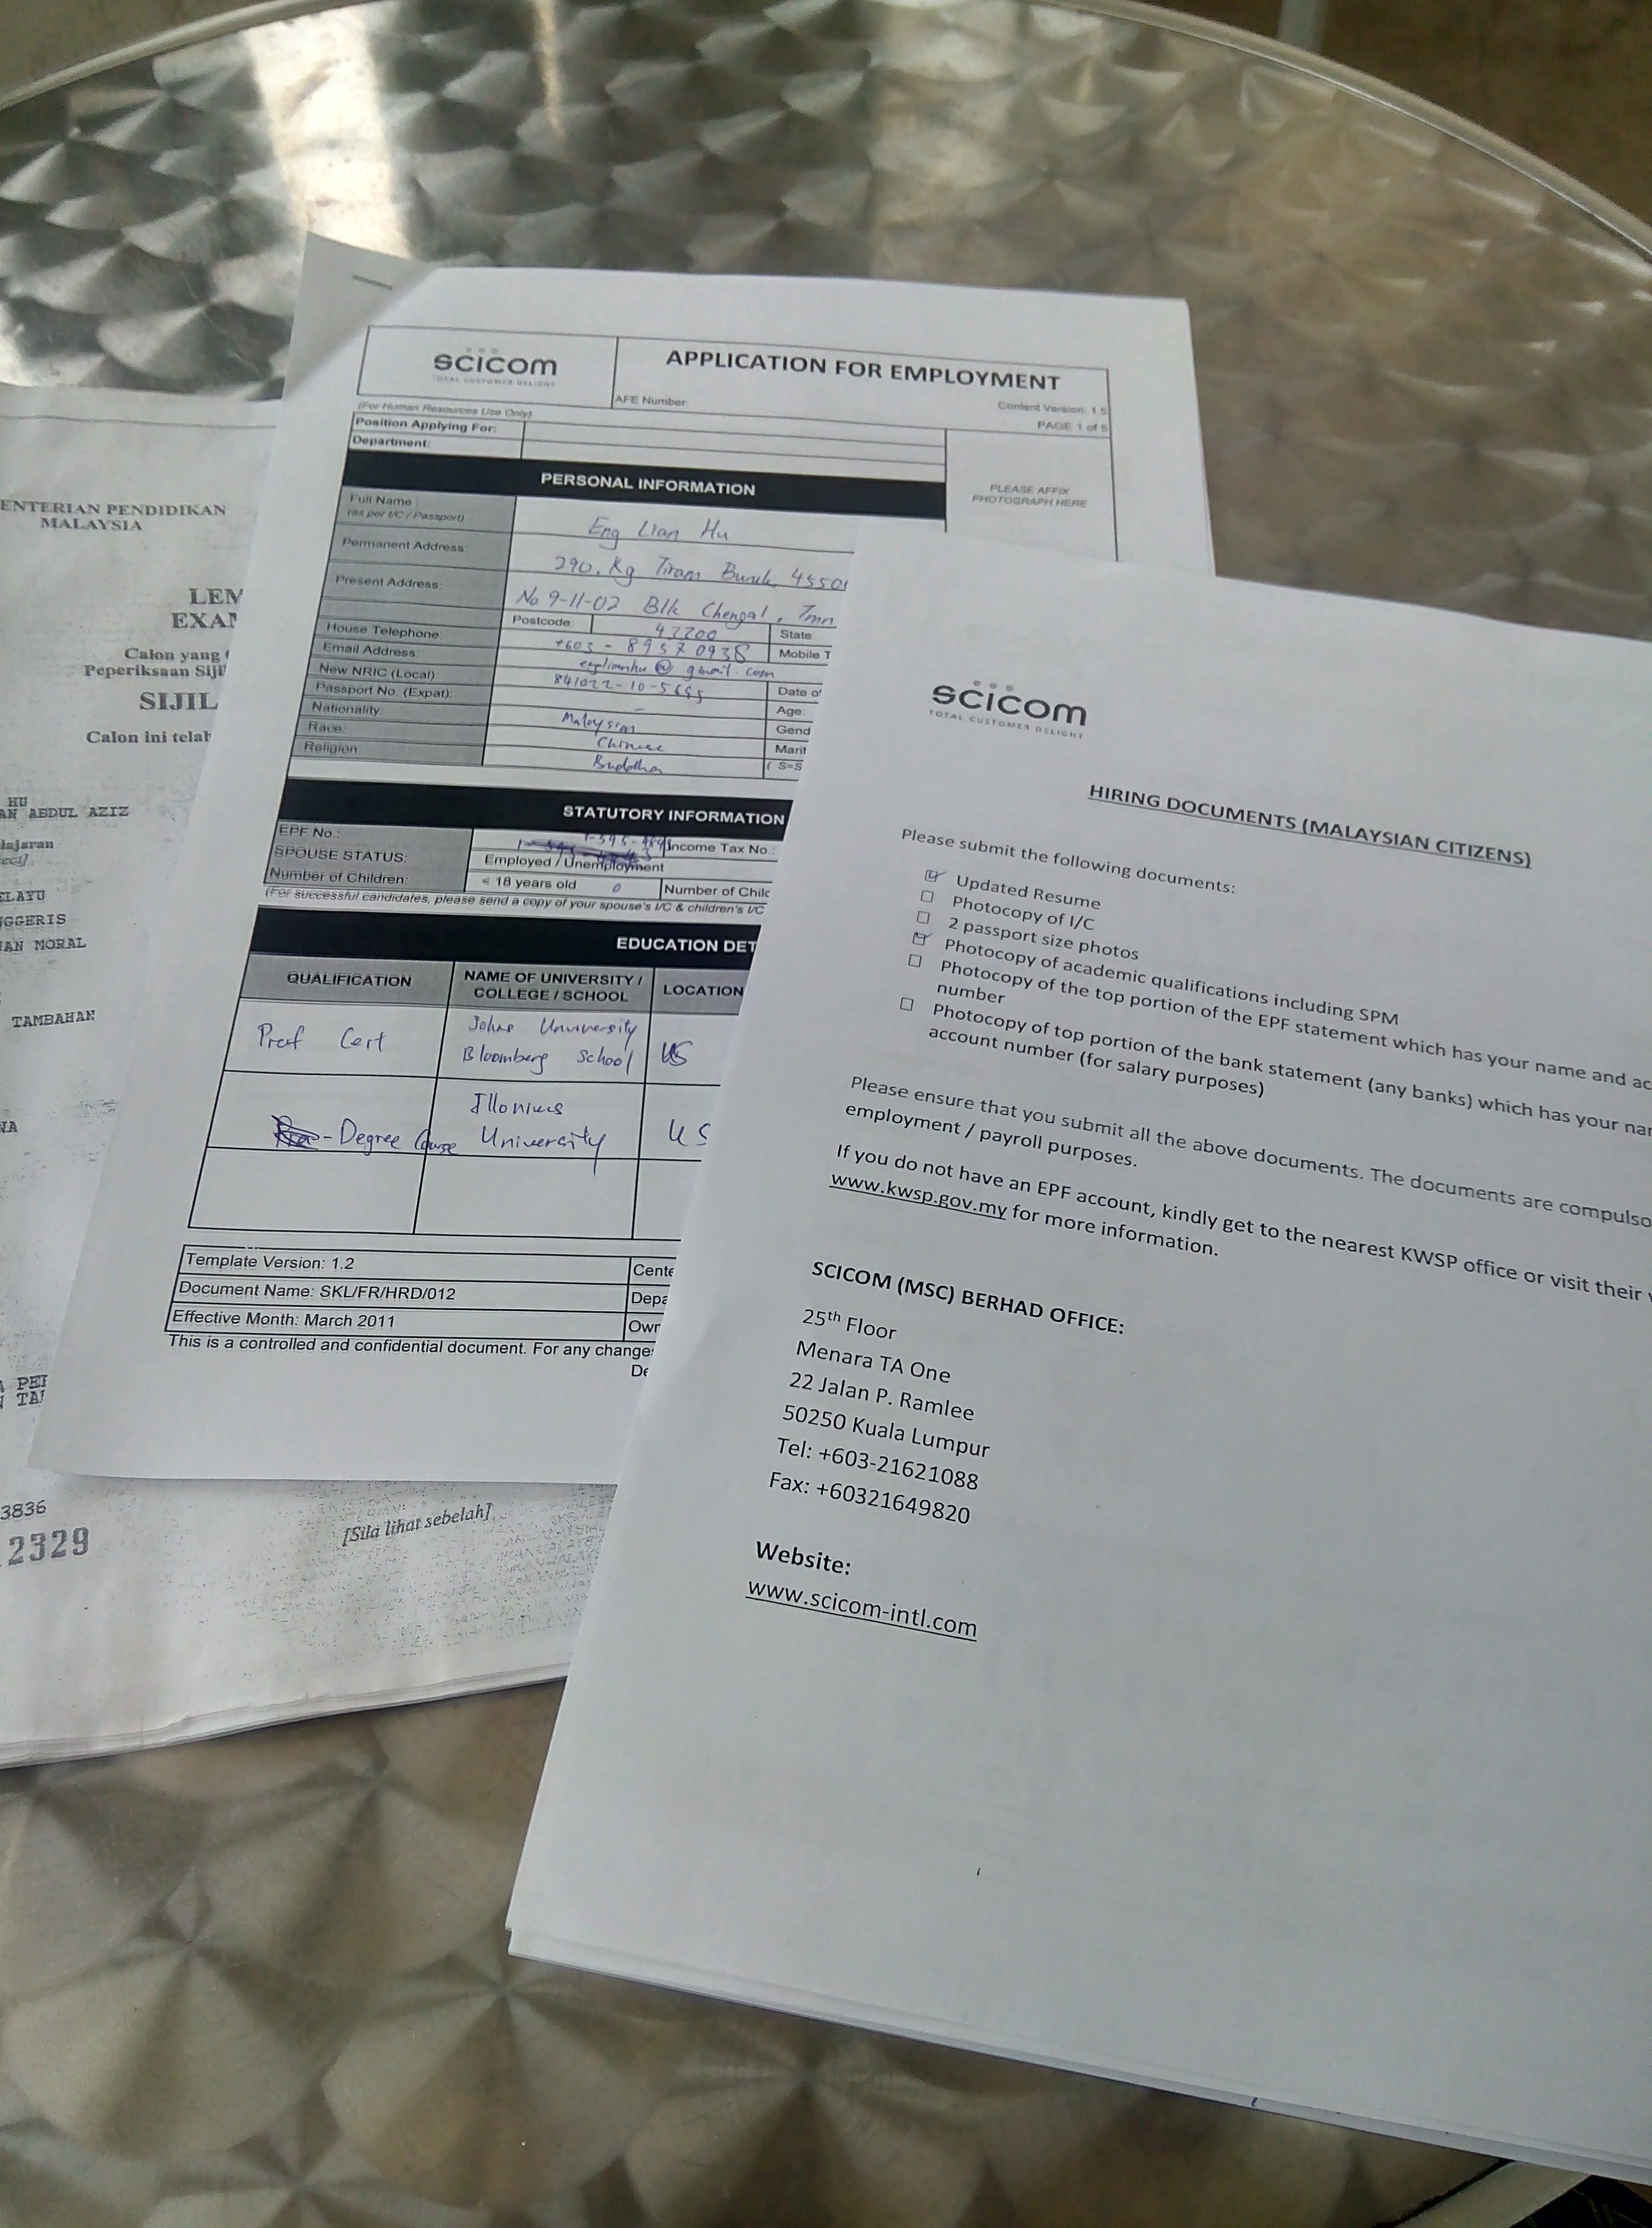 ENTERIAN PENDIDIKAN
MALAYSIA
LEM
EXAM
Calon yang
Peperiksaan Sijil
SIJIL
Calon ini telah
HU
AN ABDUL AZIZ
lajaran
ELAYU
GGERIS
AN MORAL
TAMBAHAN
NA
A PEI
TA
3836
2329
[Sila lihat sebelah]
scicom
TOTAL CUSTOMER DELIGHT
APPLICATION FOR EMPLOYMENT
AFE Number:
Content Version: 1.5
PAGE 1 of 5
(For Human Resources Use Only)
Position Applying For:
Department:
PLEASE AFFIX
PHOTOGRAPH HERE
PERSONAL INFORMATION
Full Name : Eng Lian Hu
(as per I/C / Passport)
Permanent Address: 290. Kg Tiram Buruk, 4550
Present Address: No 9-11-02 Blk Chengal, Tmn
Postcode: 43200 State
House Telephone: +603 - 89570938 Mobile T
Email Address: englianhu@gmail.com
New NRIC (Local) Date o
Passport No. (Expat): - Age:
Nationality: Malaysian Gend
Race: Chinese Marit
Religion: Buddha ( S=S
STATUTORY INFORMATION
EPF No.: Income Tax No.:
SPOUSE STATUS: Employed / Unemployment
Number of Children: < 18 years old 0 Number of Chilc
(For successful candidates, please send a copy of your spouse's I/C & children's I/C
EDUCATION DET
QUALIFICATION NAME OF UNIVERSITY / COLLEGE / SCHOOL LOCATION
Prof Cert Johns University Bloomberg School US
- Degree Course University US
Template Version: 1.2 Cente
Document Name: SKL/FR/HRD/012 Depa
Effective Month: March 2011 Own
This is a controlled and confidential document. For any change
De
scicom
TOTAL CUSTOMER DELIGHT
HIRING DOCUMENTS (MALAYSIAN CITIZENS)
Please submit the following documents:
☑ Updated Resume
☐ Photocopy of I/C
☐ 2 passport size photos
☑ Photocopy of academic qualifications including SPM
☐ Photocopy of the top portion of the EPF statement which has your name and ac
number
☐ Photocopy of top portion of the bank statement (any banks) which has your nam
account number (for salary purposes)
Please ensure that you submit all the above documents. The documents are compulso
employment / payroll purposes.
If you do not have an EPF account, kindly get to the nearest KWSP office or visit their
www.kwsp.gov.my for more information.
SCICOM (MSC) BERHAD OFFICE:
25th Floor
Menara TA One
22 Jalan P. Ramlee
50250 Kuala Lumpur
Tel: +603-21621088
Fax: +60321649820
Website:
www.scicom-intl.com